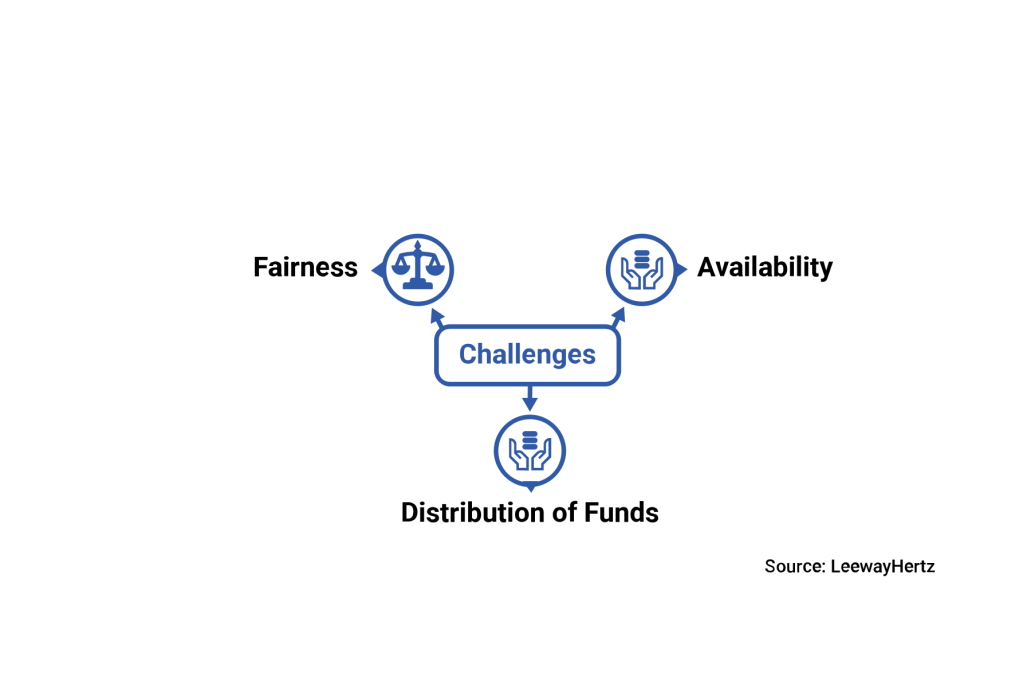 Fairness
Availability
Challenges
Distribution of Funds
Source: LeewayHertz